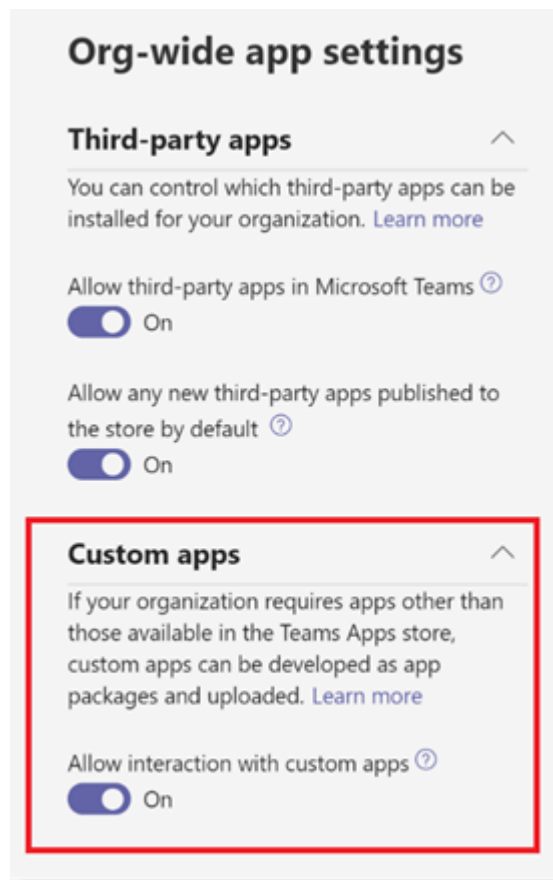 Org-wide app settings
Third-party apps
You can control which third-party apps can be
installed for your organization. Learn more
Allow third-party apps in Microsoft Teams ?
On
Allow any new third-party apps published to
the store by default ?
On
Custom apps
If your organization requires apps other than
those available in the Teams Apps store,
custom apps can be developed as app
packages and uploaded. Learn more
Allow interaction with custom apps ?
On